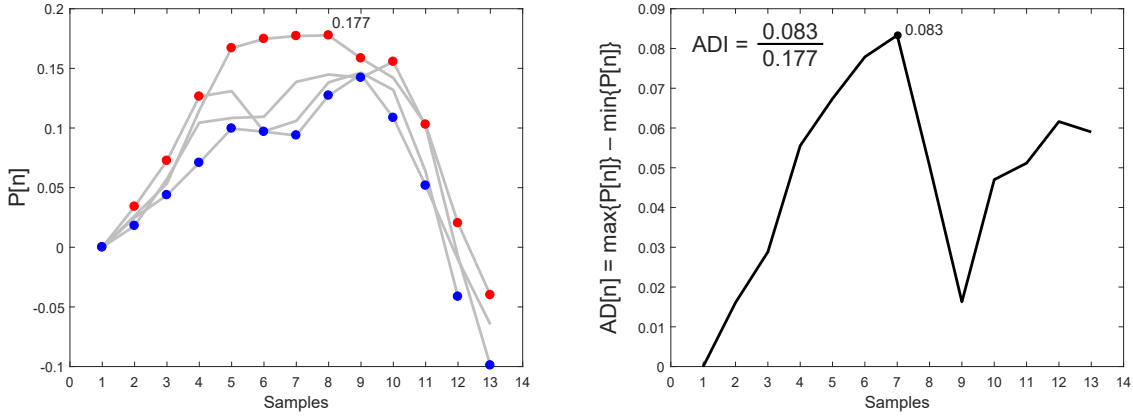 0.2
0.15
0.1
0.05
0
-0.05
-0.1
P[n]
0.177
0 1 2 3 4 5 6 7 8 9 10 11 12 13 14
Samples
0.09
0.08
0.07
0.06
0.05
0.04
0.03
0.02
0.01
0
AD[n] = max{P[n]} – min{P[n]}
ADI = 0.083
0.177
0.083
0 1 2 3 4 5 6 7 8 9 10 11 12 13 14
Samples